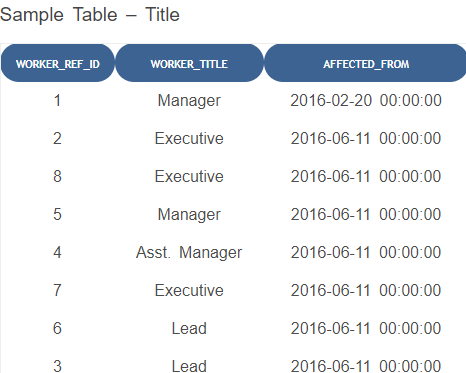 Sample Table – Title
WORKER_REF_ID WORKER_TITLE AFFECTED_FROM
1 Manager 2016-02-20 00:00:00
2 Executive 2016-06-11 00:00:00
8 Executive 2016-06-11 00:00:00
5 Manager 2016-06-11 00:00:00
4 Asst. Manager 2016-06-11 00:00:00
7 Executive 2016-06-11 00:00:00
6 Lead 2016-06-11 00:00:00
3 Lead 2016-06-11 00:00:00